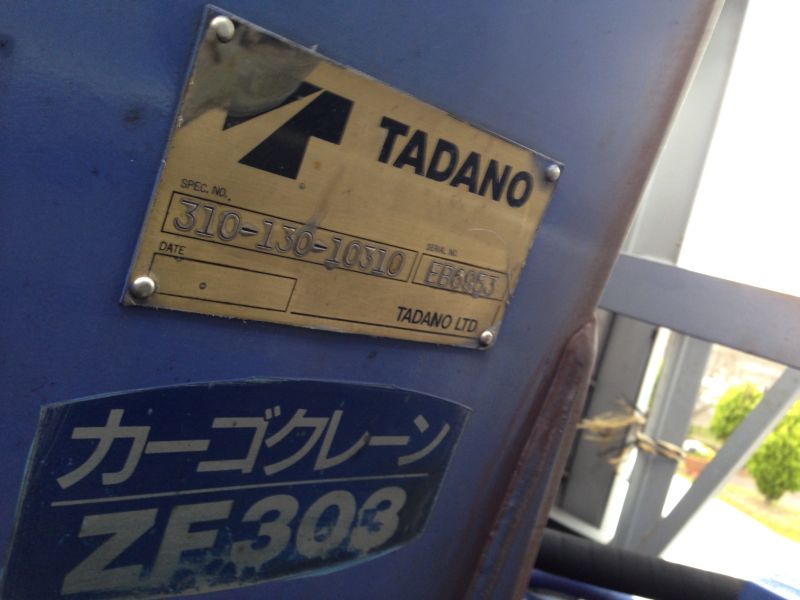 TADANO
SPEC. NO.
SERIAL NO.
310-130-10310
EB6853
DATE
TADANO LTD
カーゴクレーン
ZF303